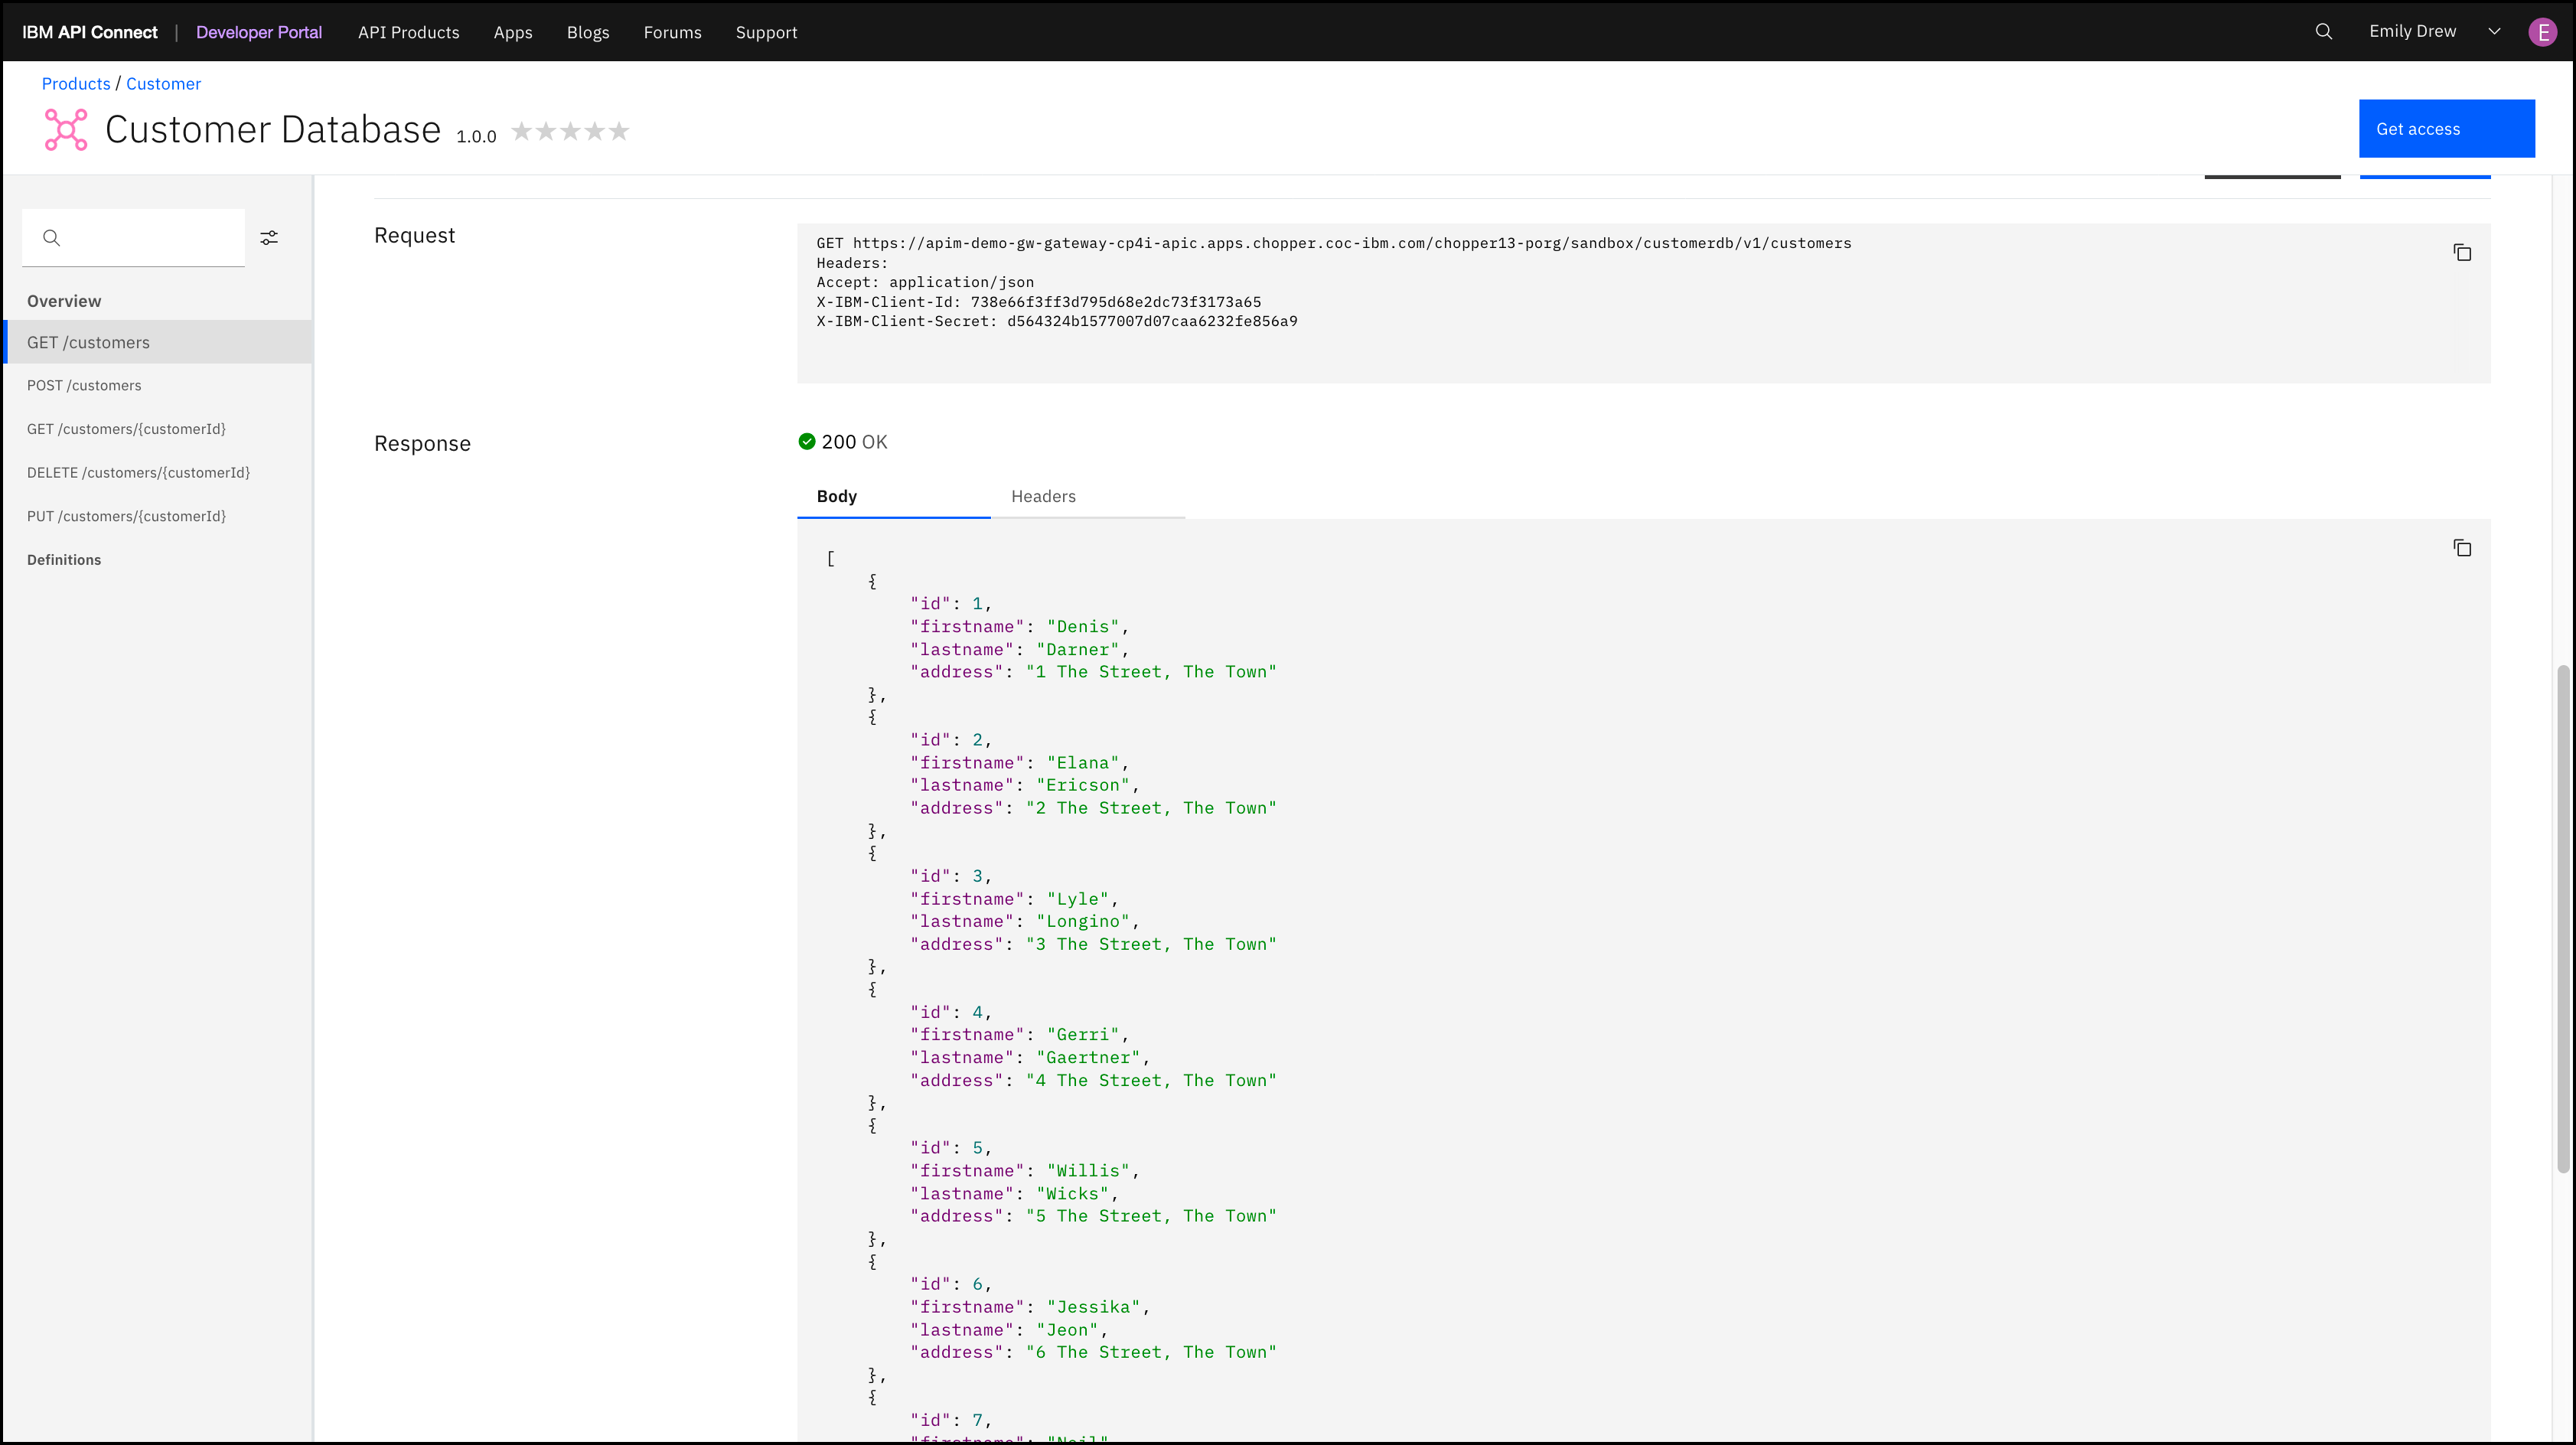 IBM API Connect | Developer Portal API Products Apps Blogs Forums Support Emily Drew E
Products / Customer
Customer Database 1.0.0
Get access
Overview
GET /customers
POST /customers
GET /customers/{customerId}
DELETE /customers/{customerId}
PUT /customers/{customerId}
Definitions
Request
GET https://apim-demo-gw-gateway-cp4i-apic.apps.chopper.coc-ibm.com/chopper13-porg/sandbox/customerdb/v1/customers
Headers:
Accept: application/json
X-IBM-Client-Id: 738e66f3ff3d795d68e2dc73f3173a65
X-IBM-Client-Secret: d564324b1577007d07caa6232fe856a9
Response
200 OK
Body Headers
[
{
"id": 1,
"firstname": "Denis",
"lastname": "Darner",
"address": "1 The Street, The Town"
},
{
"id": 2,
"firstname": "Elana",
"lastname": "Ericson",
"address": "2 The Street, The Town"
},
{
"id": 3,
"firstname": "Lyle",
"lastname": "Longino",
"address": "3 The Street, The Town"
},
{
"id": 4,
"firstname": "Gerri",
"lastname": "Gaertner",
"address": "4 The Street, The Town"
},
{
"id": 5,
"firstname": "Willis",
"lastname": "Wicks",
"address": "5 The Street, The Town"
},
{
"id": 6,
"firstname": "Jessika",
"lastname": "Jeon",
"address": "6 The Street, The Town"
},
{
"id": 7,